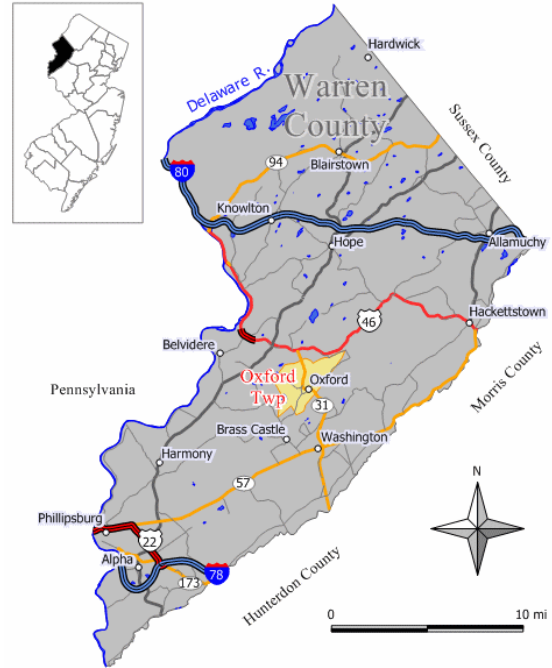 Hardwick
Delaware R.
Warren
County
Sussex County
94
Blairstown
80
Knowlton
Hope
Allamuchy
46
Hackettstown
Belvidere
Morris County
Pennsylvania
Oxford
Twp
Oxford
31
Brass Castle
Washington
Harmony
57
N
Phillipsburg
22
Alpha
78
173
Hunterdon County
0
10 mi